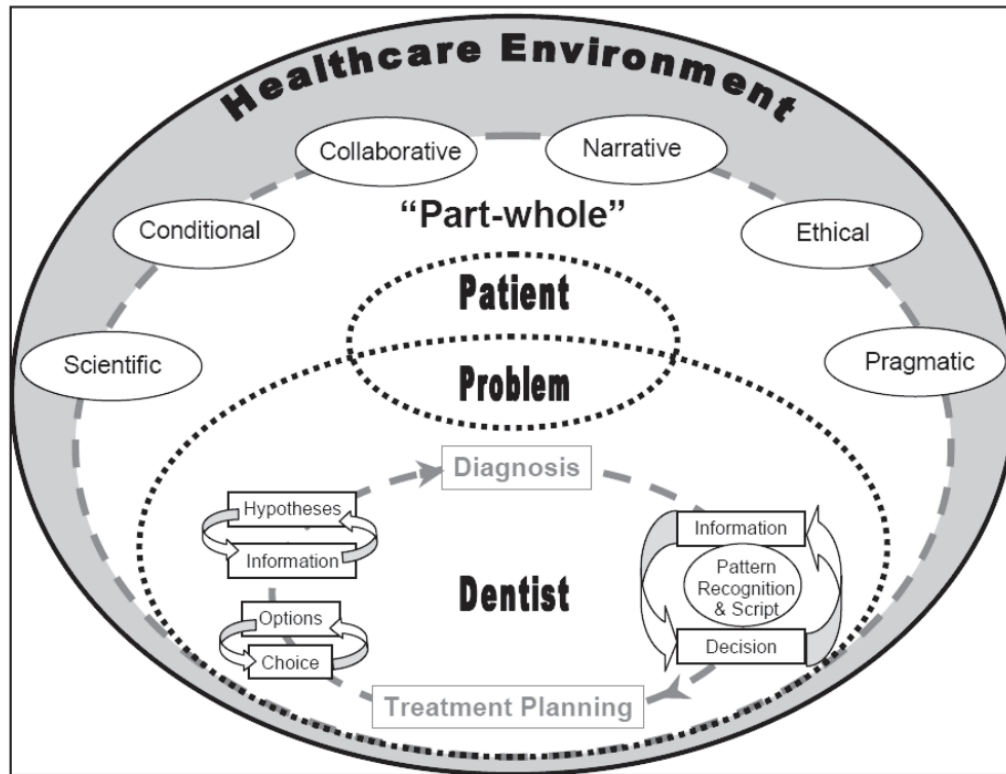 Healthcare Environment
Collaborative
Narrative
Conditional
“Part-whole”
Ethical
Patient
Scientific
Problem
Pragmatic
Diagnosis
Hypotheses
Information
Information
Pattern
Recognition
& Script
Options
Dentist
Choice
Decision
Treatment Planning